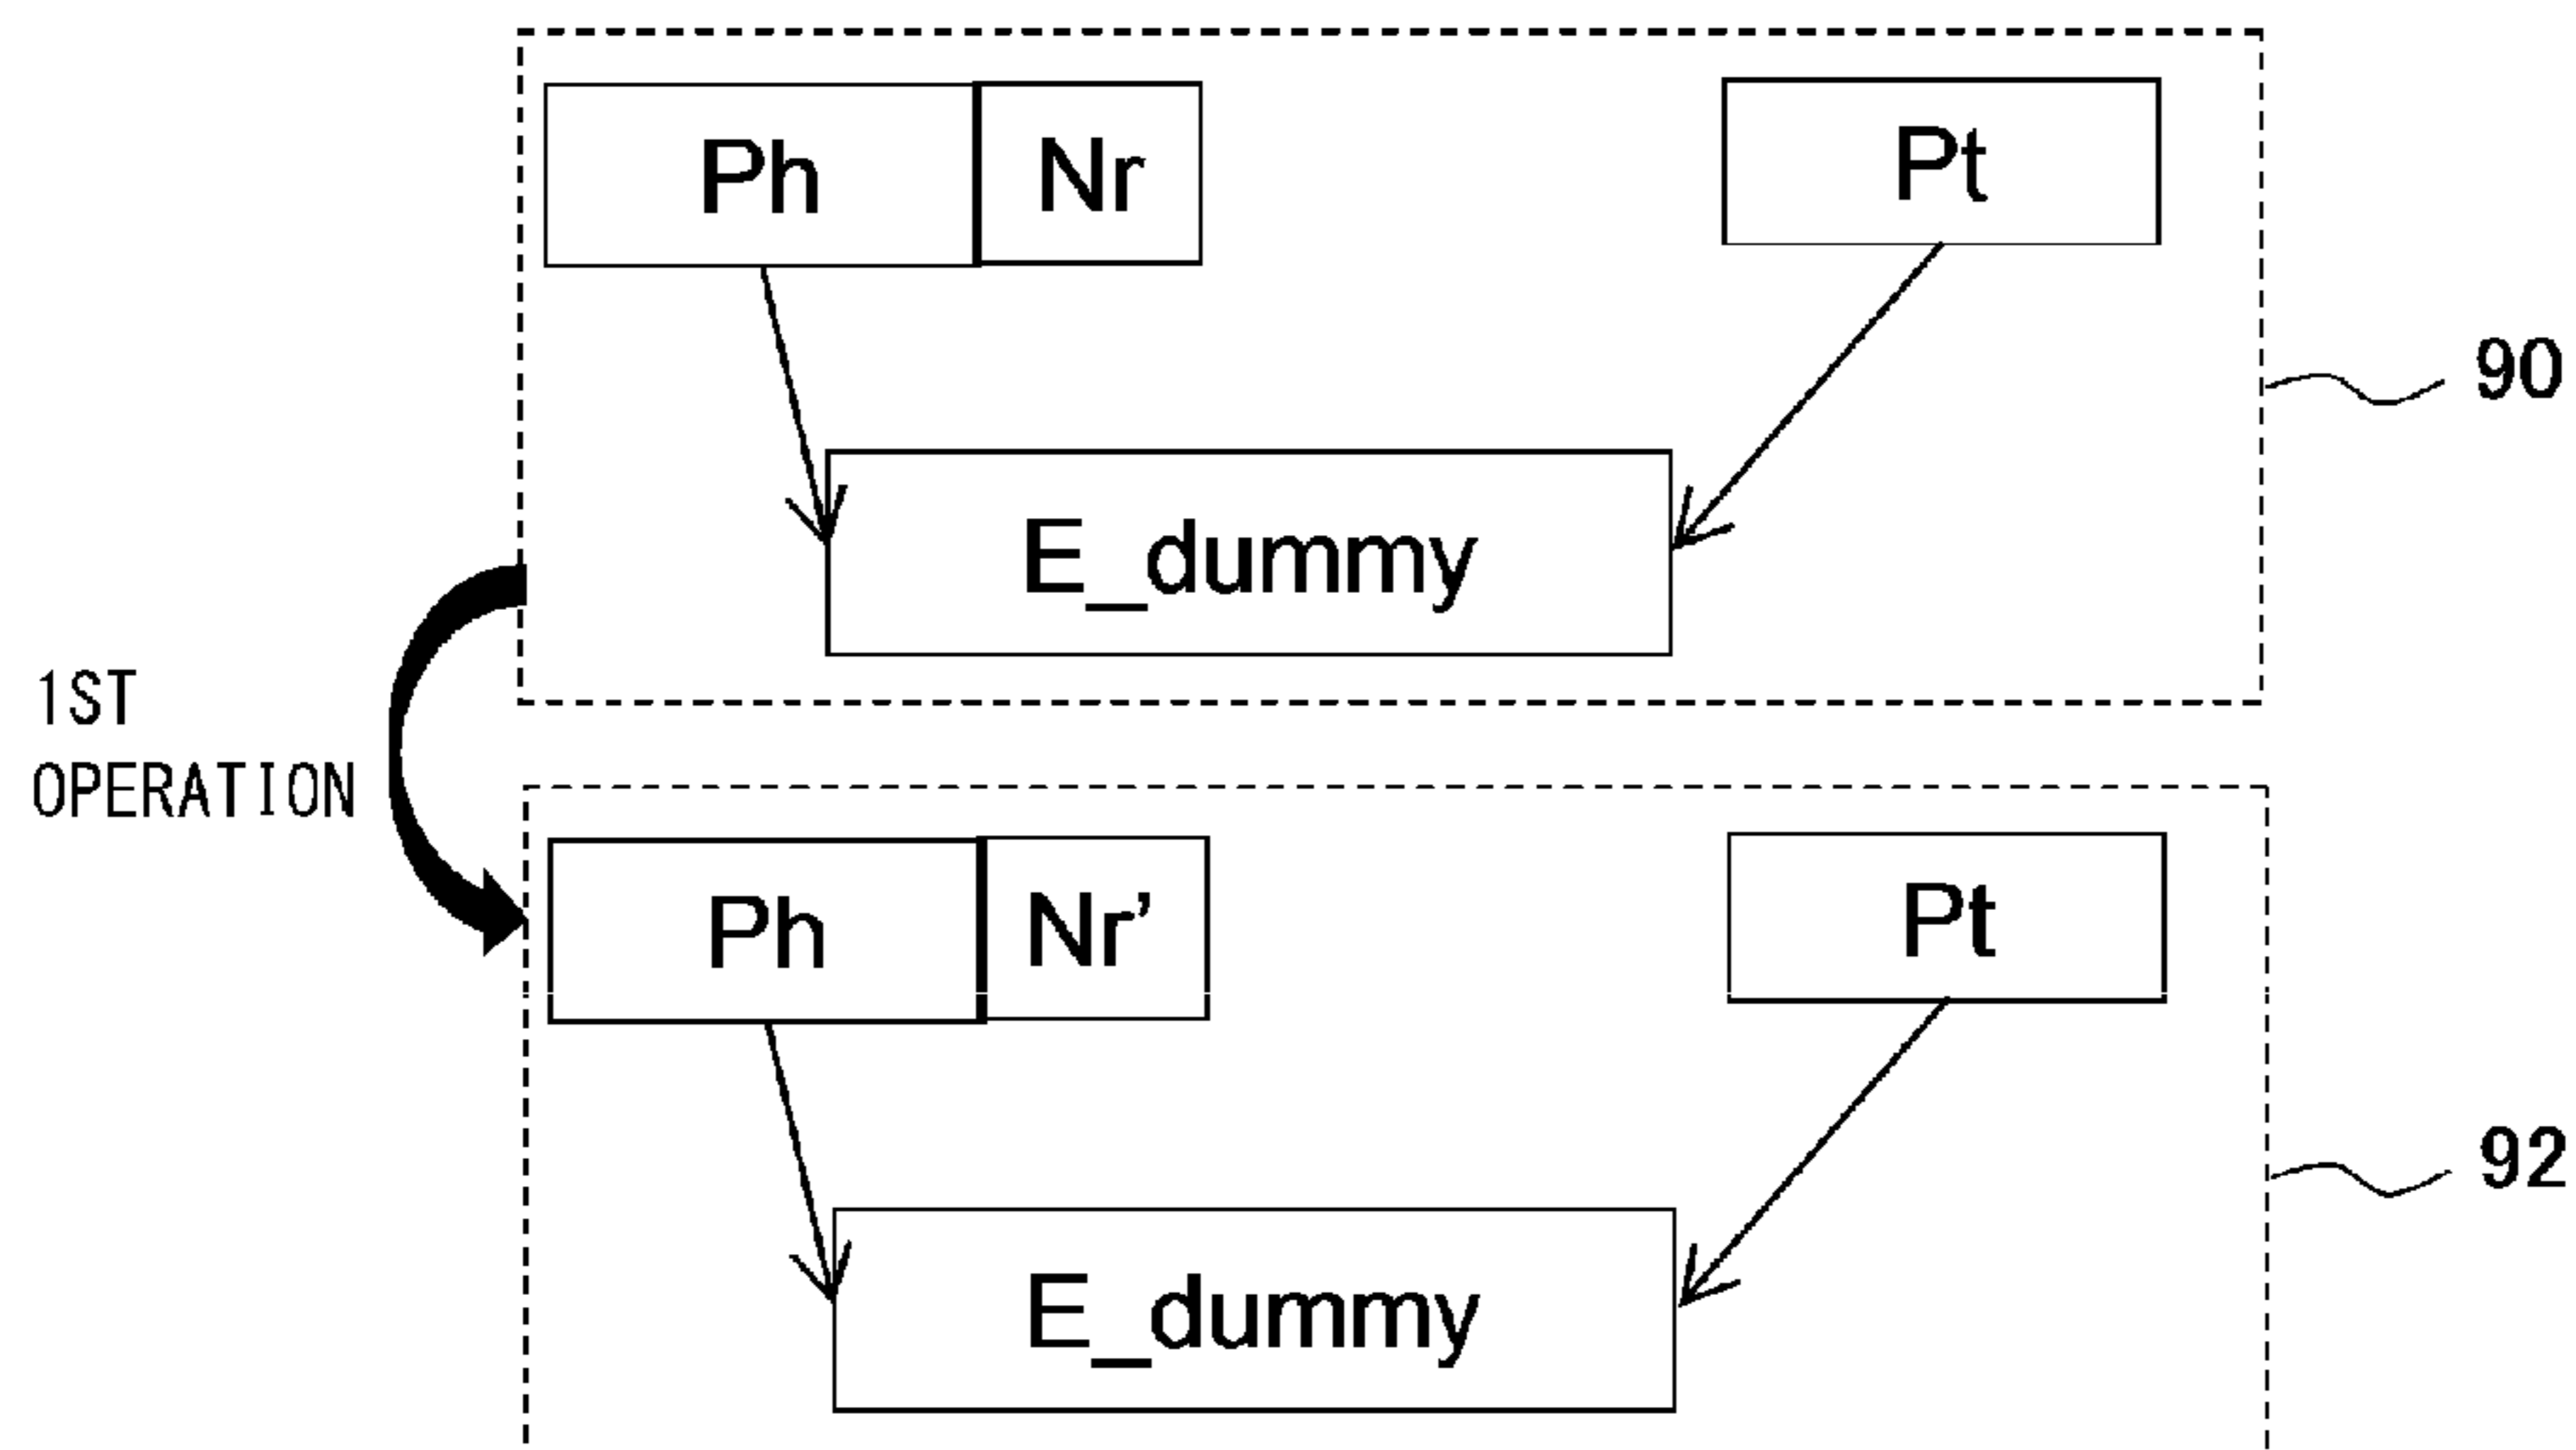 Ph
Nr
Pt
90
E_dummy
1ST
OPERATION
Ph
Nr’
Pt
92
E_dummy